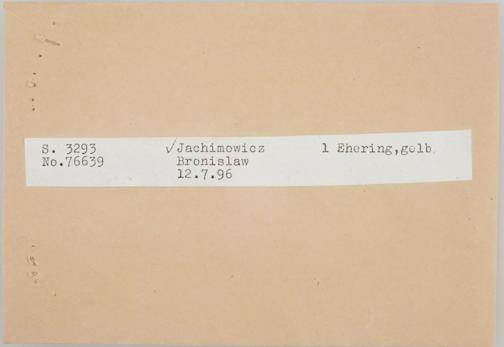 S. 3293 √Jachimowicz 1 Ehering,gelb
No.76639 Bronislaw
12.7.96